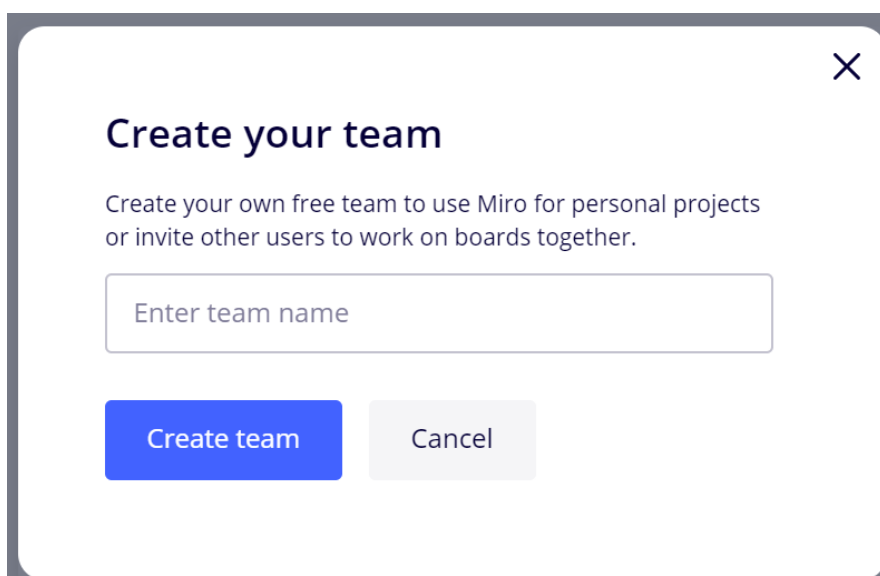 Create your team
Create your own free team to use Miro for personal projects
or invite other users to work on boards together.
Enter team name
Create team
Cancel